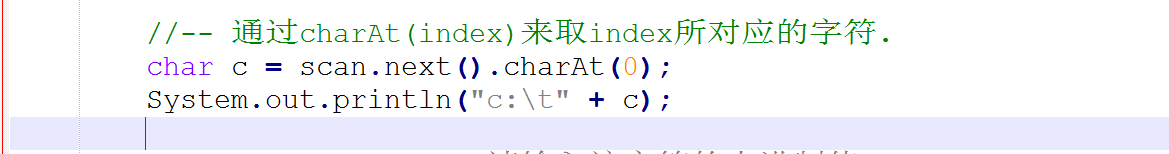 //-- 通过charAt(index)来取index所对应的字符.
char c = scan.next().charAt(0);
System.out.println("c:\t" + c);